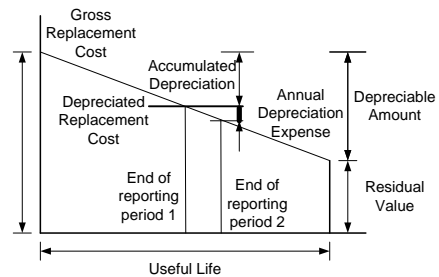 Gross
Replacement
Cost
Accumulated
Depreciation
Depreciated
Replacement
Cost
Annual
Depreciation
Expense
Depreciable
Amount
End of
reporting
period 1
End of
reporting
period 2
Residual
Value
Useful Life